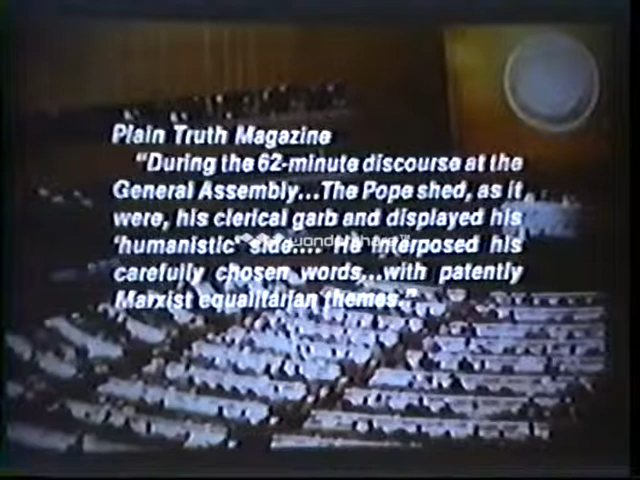 Plain Truth Magazine
"During the 62-minute discourse at the
General Assembly...The Pope shed, as it
were, his clerical garb and displayed his
'humanistic' side.... He interposed his
carefully chosen words...with patently
Marxist equalitarian themes."
wondershare™